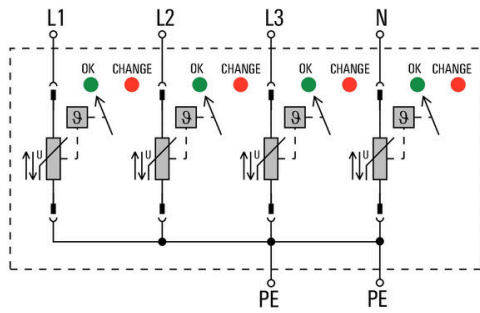 L1 L2 L3 N
OK CHANGE OK CHANGE OK CHANGE OK CHANGE
ϑ ϑ ϑ ϑ
U U U U
PE PE